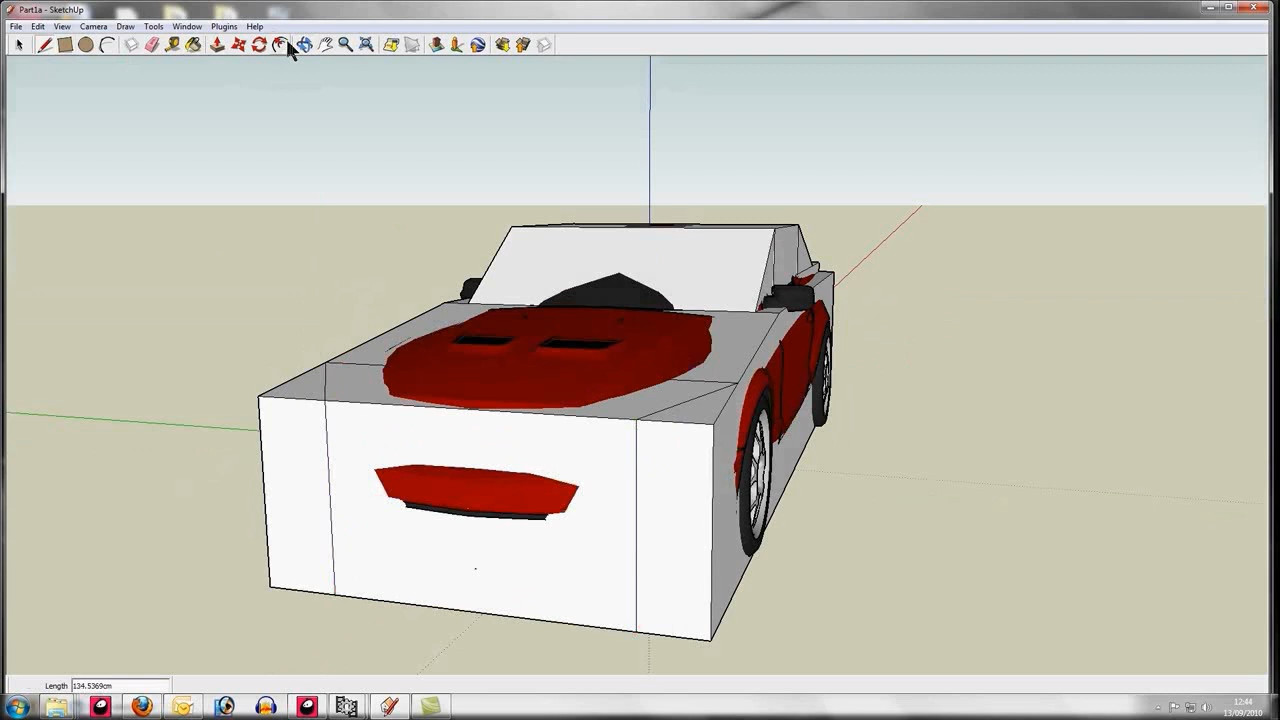 Part1a - SketchUp
File Edit View Camera Draw Tools Window Plugins Help
Length 134.5369cm
12:44
13/09/2010